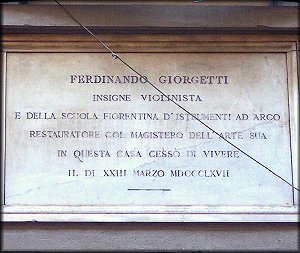 FERDINANDO GIORGETTI
INSIGNE VIOLINISTA
E DELLA SCUOLA FIORENTINA D'ISTRUMENTI AD ARCO
RESTAURATORE COL MAGISTERO DELL'ARTE SUA
IN QUESTA CASA CESSÒ DI VIVERE
IL DI XXIII MARZO MDCCCLXVII